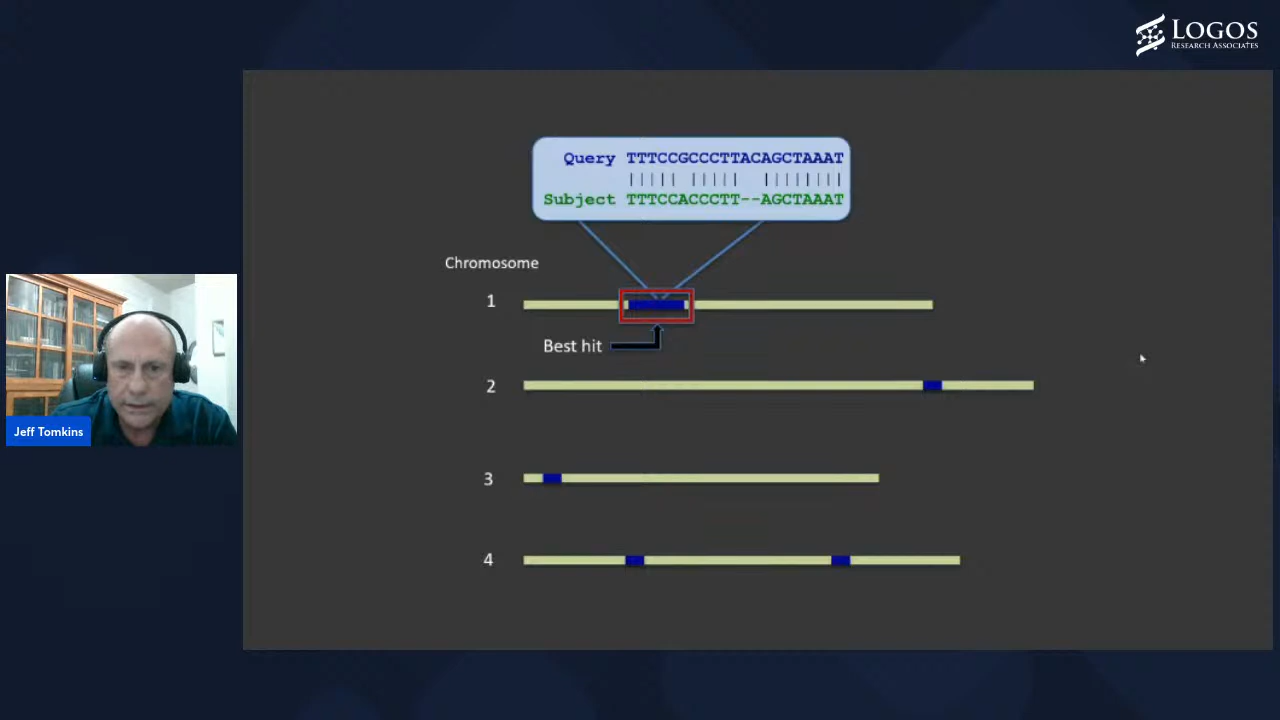 LOGOS
RESEARCH ASSOCIATES
Query TTTCCGCCCTTACAGCTAAAT
Subject TTTCCACCCTT--AGCTAAAT
Chromosome
1
Best hit
2
Jeff Tomkins
3
4